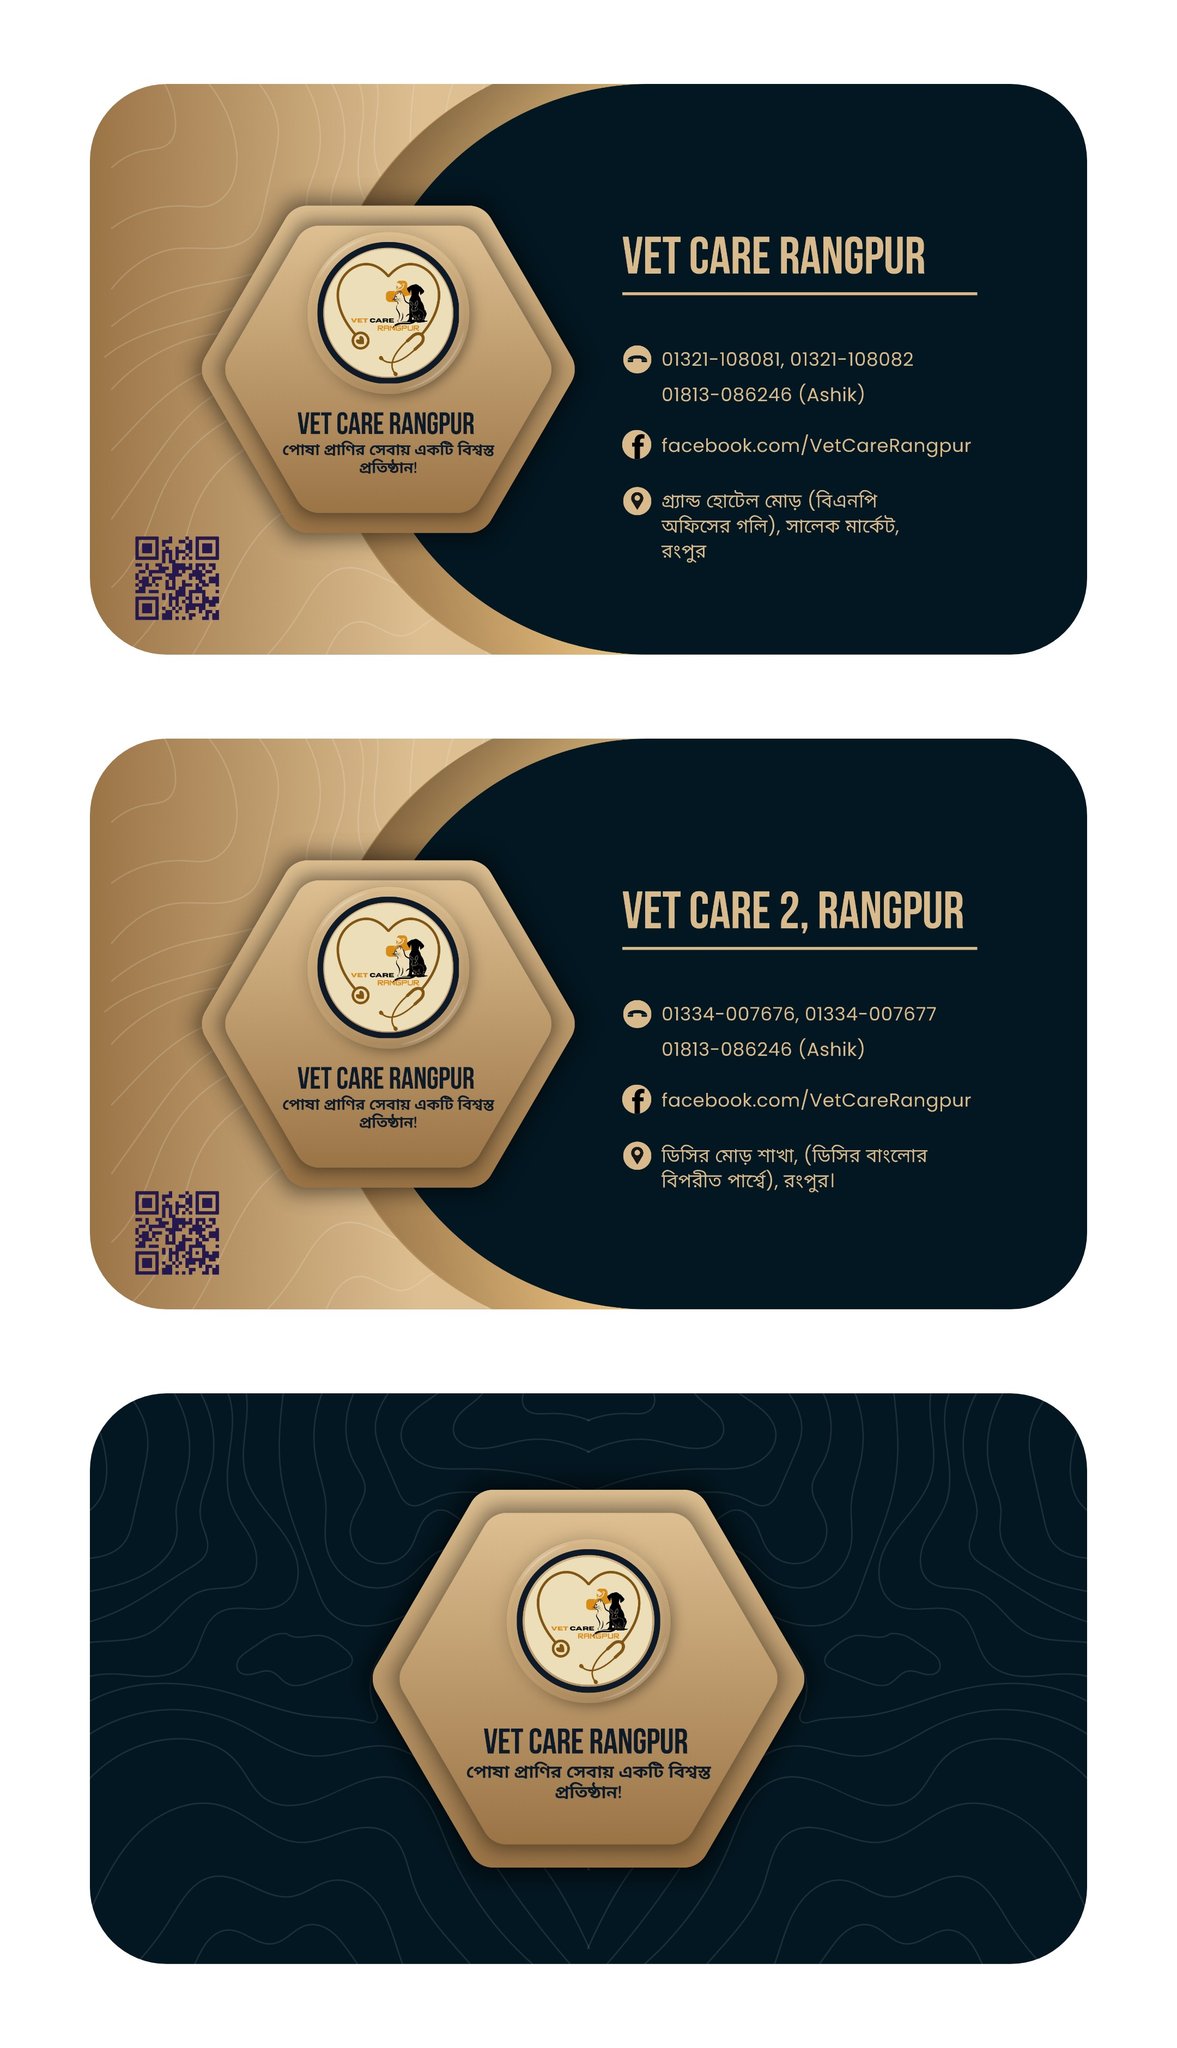 VET CARE
RANGPUR
VET CARE RANGPUR
পোষা প্রাণির সেবায় একটি বিশ্বস্ত
প্রতিষ্ঠান!
VET CARE RANGPUR
01321-108081, 01321-108082
01813-086246 (Ashik)
facebook.com/VetCareRangpur
গ্র্যান্ড হোটেল মোড় (বিএনপি
অফিসের গলি), সালেক মার্কেট,
রংপুর
VET CARE
RANGPUR
VET CARE RANGPUR
পোষা প্রাণির সেবায় একটি বিশ্বস্ত
প্রতিষ্ঠান!
VET CARE 2, RANGPUR
01334-007676, 01334-007677
01813-086246 (Ashik)
facebook.com/VetCareRangpur
ডিসির মোড় শাখা, (ডিসির বাংলোর
বিপরীত পার্শ্বে), রংপুর।
VET CARE
RANGPUR
VET CARE RANGPUR
পোষা প্রাণির সেবায় একটি বিশ্বস্ত
প্রতিষ্ঠান!